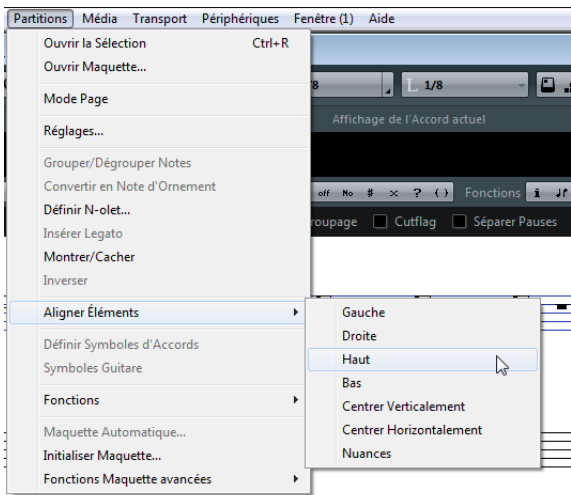 Partitions Média Transport Périphériques Fenêtre (1) Aide
Ouvrir la Sélection Ctrl+R
Ouvrir Maquette...
Mode Page
Réglages...
Grouper/Dégrouper Notes
Convertir en Note d'Ornement
Définir N-olet...
Insérer Legato
Montrer/Cacher
Inverser
Aligner Éléments
Définir Symboles d'Accords
Symboles Guitare
Fonctions
Maquette Automatique...
Initialiser Maquette...
Fonctions Maquette avancées
/8 L 1/8
Affichage de l'Accord actuel
off No # × ? () Fonctions i
roupage Cutflag Séparer Pauses
Gauche
Droite
Haut
Bas
Centrer Verticalement
Centrer Horizontalement
Nuances